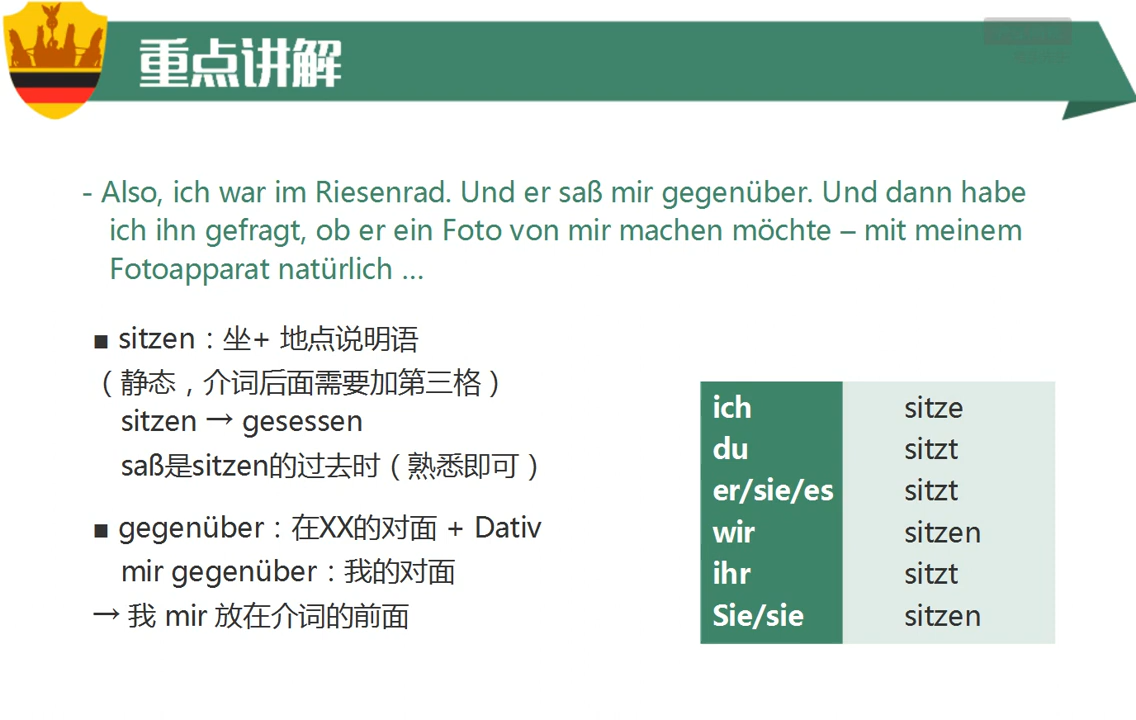 重点讲解
- Also, ich war im Riesenrad. Und er saß mir gegenüber. Und dann habe
ich ihn gefragt, ob er ein Foto von mir machen möchte – mit meinem
Fotoapparat natürlich ...
■ sitzen：坐+ 地点说明语
（静态，介词后面需要加第三格）
sitzen → gesessen
saß是sitzen的过去时（熟悉即可）
■ gegenüber：在XX的对面 + Dativ
mir gegenüber：我的对面
→ 我 mir 放在介词的前面
ich sitze
du sitzt
er/sie/es sitzt
wir sitzen
ihr sitzt
Sie/sie sitzen